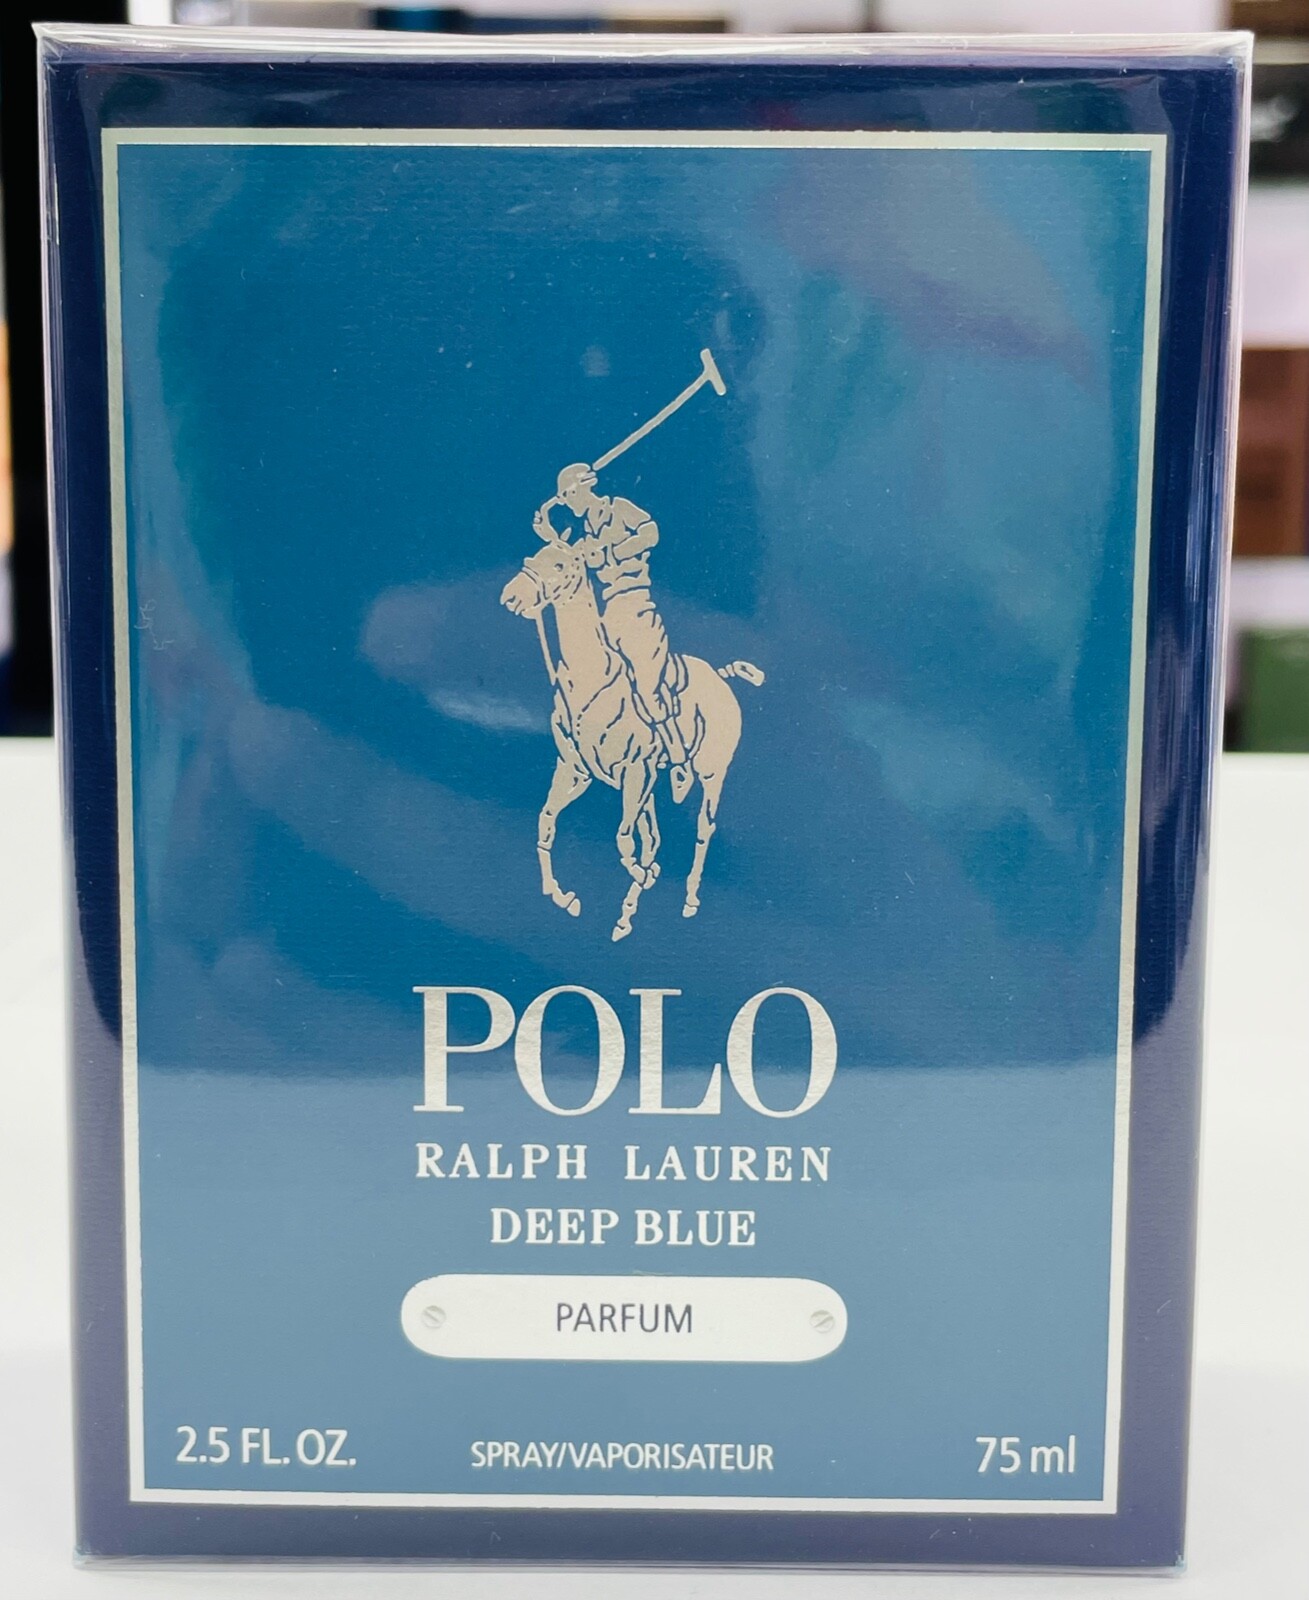 POLO
RALPH LAUREN
DEEP BLUE
PARFUM
2.5 FL. OZ. SPRAY/VAPORISATEUR 75 ml